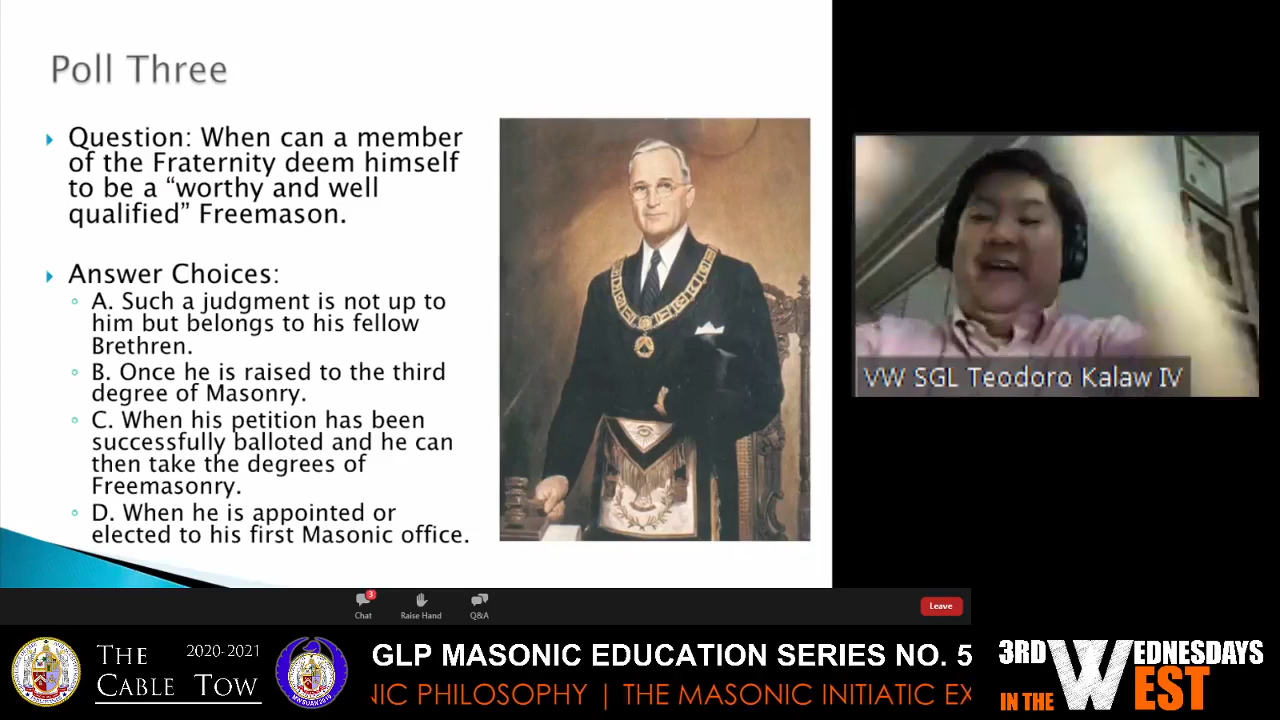 Poll Three
Question: When can a member
of the Fraternity deem himself
to be a “worthy and well
qualified” Freemason.
Answer Choices:
A. Such a judgment is not up to
him but belongs to his fellow
Brethren.
B. Once he is raised to the third
degree of Masonry.
C. When his petition has been
successfully balloted and he can
then take the degrees of
Freemasonry.
D. When he is appointed or
elected to his first Masonic office.
VW SGL Teodoro Kalaw IV
3
Chat
Raise Hand
Q&A
Leave
THE 2020-2021
CABLE TOW
GLP MASONIC EDUCATION SERIES NO. 5
NIC PHILOSOPHY | THE MASONIC INITIATIC EX
3RD WEDNESDAYS
IN THE WEST